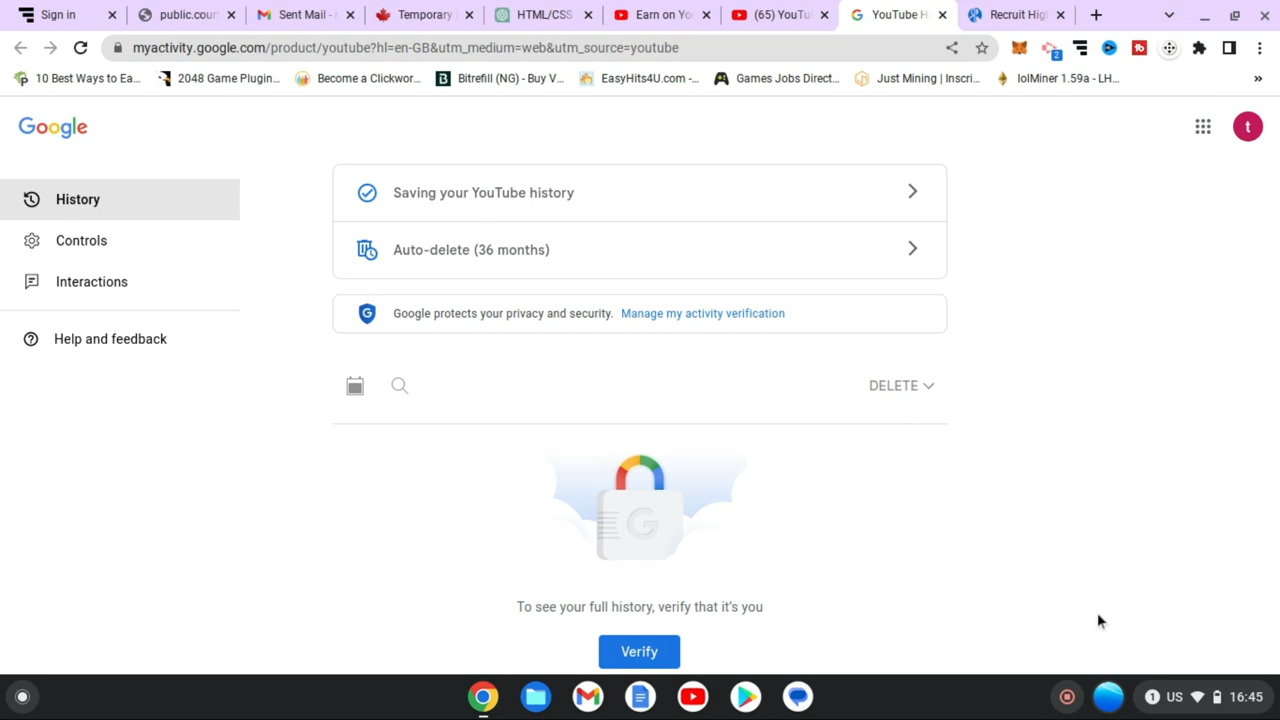 Sign in
public.cour
Sent Mail -
Temporary
HTML/CSS
Earn on Yo
(65) YouTu
YouTube H
Recruit Hig
myactivity.google.com/product/youtube?hl=en-GB&utm_medium=web&utm_source=youtube
2
10 Best Ways to Ea...
2048 Game Plugin...
Become a Clickwor...
Bitrefill (NG) - Buy V...
EasyHits4U.com -...
Games Jobs Direct...
Just Mining | Inscri...
lolMiner 1.59a - LH...
»
Google
t
History
Controls
Interactions
Help and feedback
Saving your YouTube history
Auto-delete (36 months)
Google protects your privacy and security. Manage my activity verification
DELETE
G
To see your full history, verify that it's you
Verify
1 US 16:45